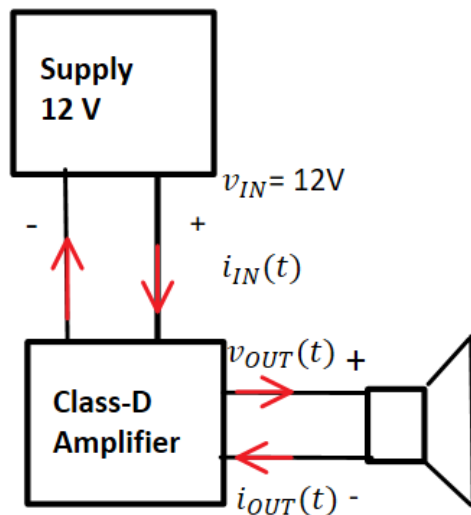 Supply
12 V
v_IN= 12V
- +
i_IN(t)
v_OUT(t) +
Class-D
Amplifier
i_OUT(t) -